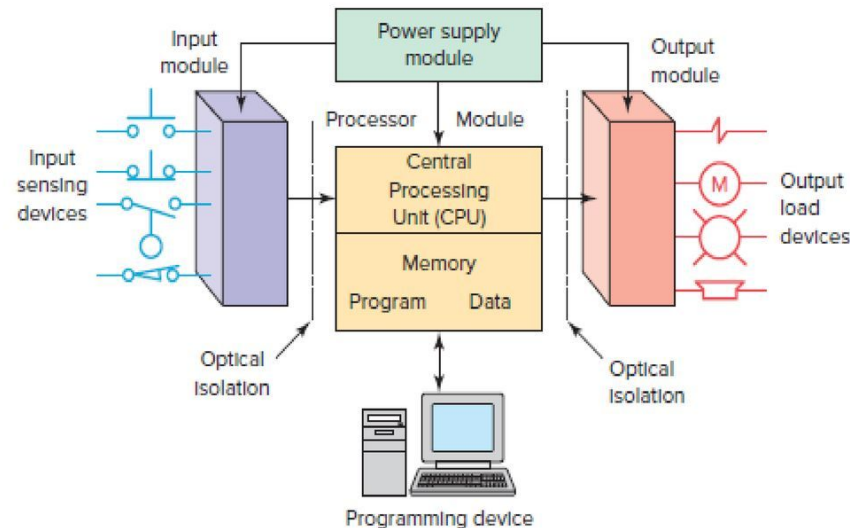 Power supply
module
Input
module
Output
module
Processor Module
Input
sensing
devices
Central
Processing
Unit (CPU)
Memory
Program Data
M
Output
load
devices
Optical
isolation
Optical
isolation
Programming device